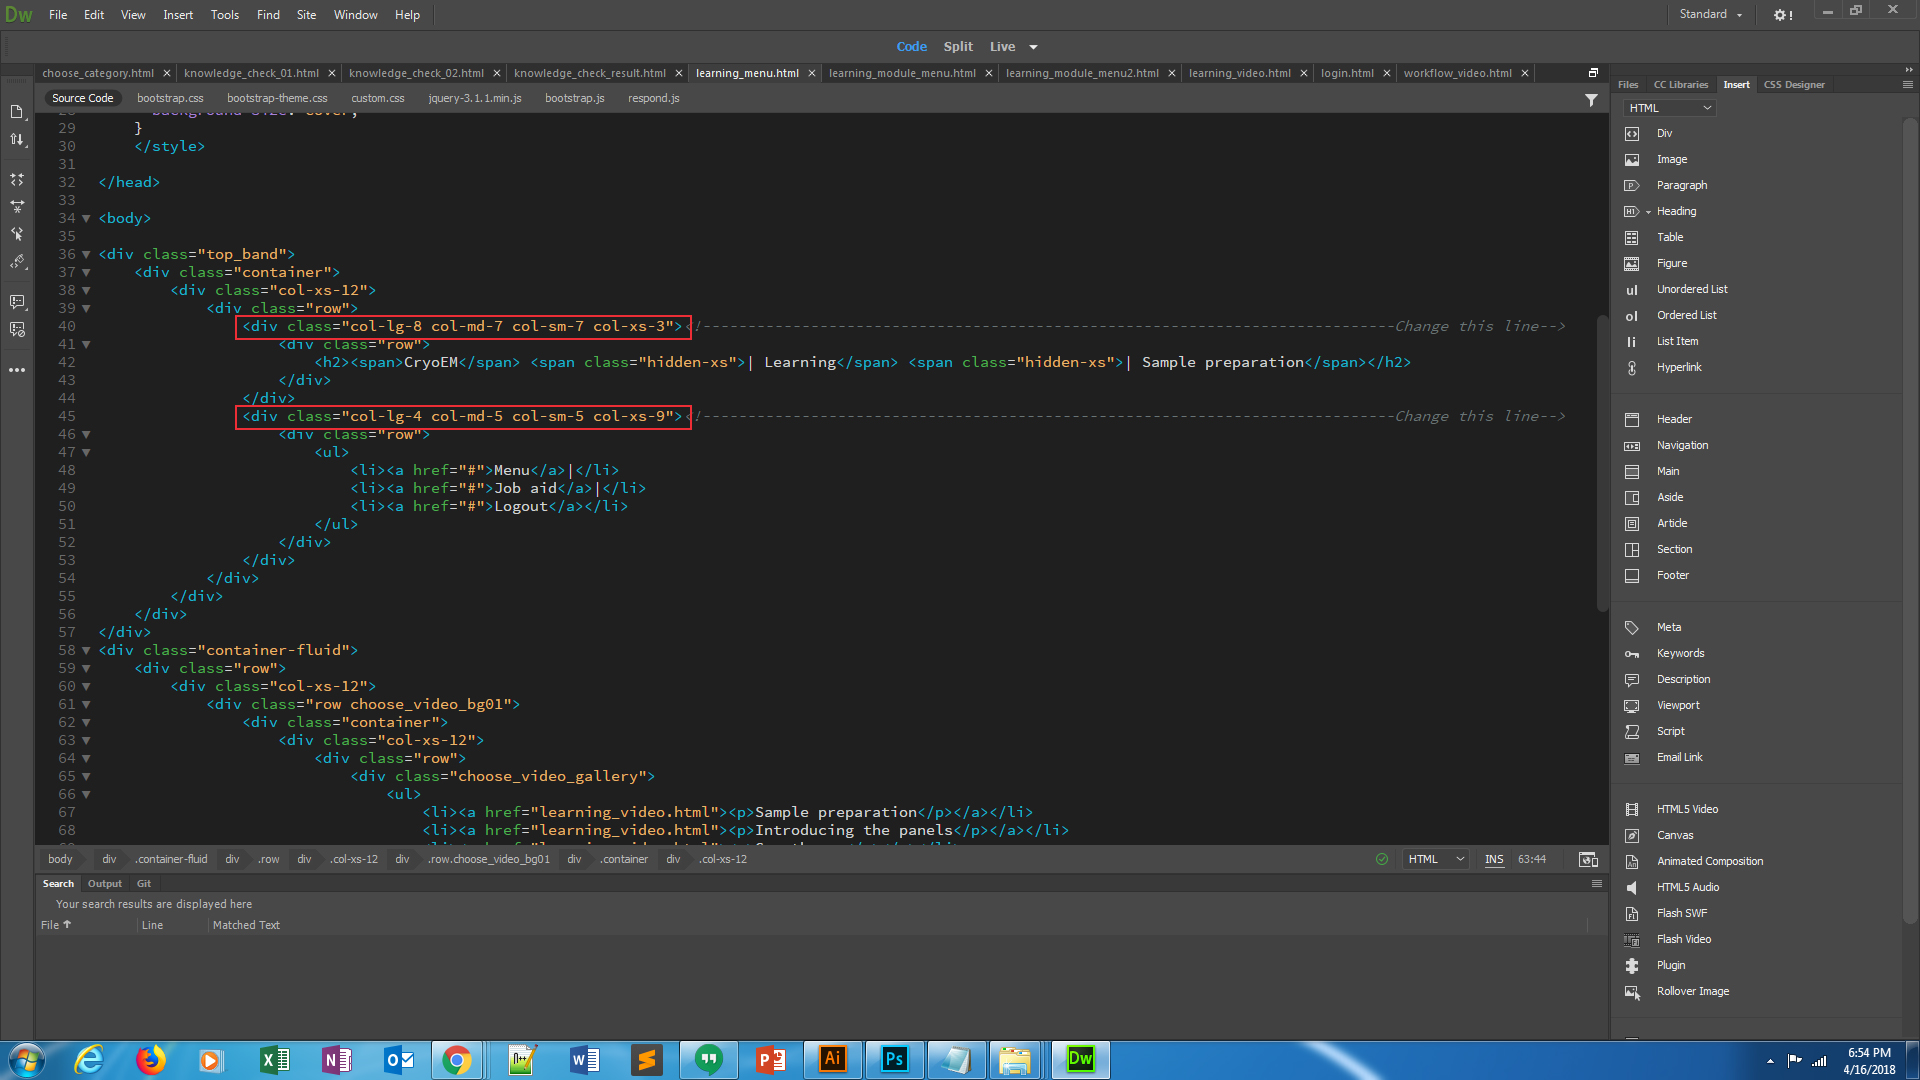 Dw File Edit View Insert Tools Find Site Window Help Standard !
Code Split Live
choose_category.html knowledge_check_01.html knowledge_check_02.html knowledge_check_result.html learning_menu.html learning_module_menu.html learning_module_menu2.html learning_video.html login.html workflow_video.html
Source Code bootstrap.css bootstrap-theme.css custom.css jquery-3.1.1.min.js bootstrap.js respond.js
29 }
30 </style>
31
32 </head>
33
34 <body>
35
36 <div class="top_band">
37 <div class="container">
38 <div class="col-xs-12">
39 <div class="row">
40 <div class="col-lg-8 col-md-7 col-sm-7 col-xs-3"><!-----------------------------------------------------------------------------Change this line-->
41 <div class="row">
42 <h2><span>CryoEM</span> <span class="hidden-xs">| Learning</span> <span class="hidden-xs">| Sample preparation</span></h2>
43 </div>
44 </div>
45 <div class="col-lg-4 col-md-5 col-sm-5 col-xs-9"><!-----------------------------------------------------------------------------Change this line-->
46 <div class="row">
47 <ul>
48 <li><a href="#">Menu</a>|</li>
49 <li><a href="#">Job aid</a>|</li>
50 <li><a href="#">Logout</a></li>
51 </ul>
52 </div>
53 </div>
54 </div>
55 </div>
56 </div>
57 </div>
58 <div class="container-fluid">
59 <div class="row">
60 <div class="col-xs-12">
61 <div class="row choose_video_bg01">
62 <div class="container">
63 <div class="col-xs-12">
64 <div class="row">
65 <div class="choose_video_gallery">
66 <ul>
67 <li><a href="learning_video.html"><p>Sample preparation</p></a></li>
68 <li><a href="learning_video.html"><p>Introducing the panels</p></a></li>
body div .container-fluid div .row div .col-xs-12 div .row.choose_video_bg01 div .container div .col-xs-12 HTML INS 63:44
Search Output Git
Your search results are displayed here
File Line Matched Text
Files CC Libraries Insert CSS Designer
HTML
Div
Image
Paragraph
Heading
Table
Figure
ul Unordered List
ol Ordered List
li List Item
Hyperlink
Header
Navigation
Main
Aside
Article
Section
Footer
Meta
Keywords
Description
Viewport
Script
Email Link
HTML5 Video
Canvas
Animated Composition
HTML5 Audio
Flash SWF
Flash Video
Plugin
Rollover Image
Ai Ps Dw
6:54 PM
4/16/2018